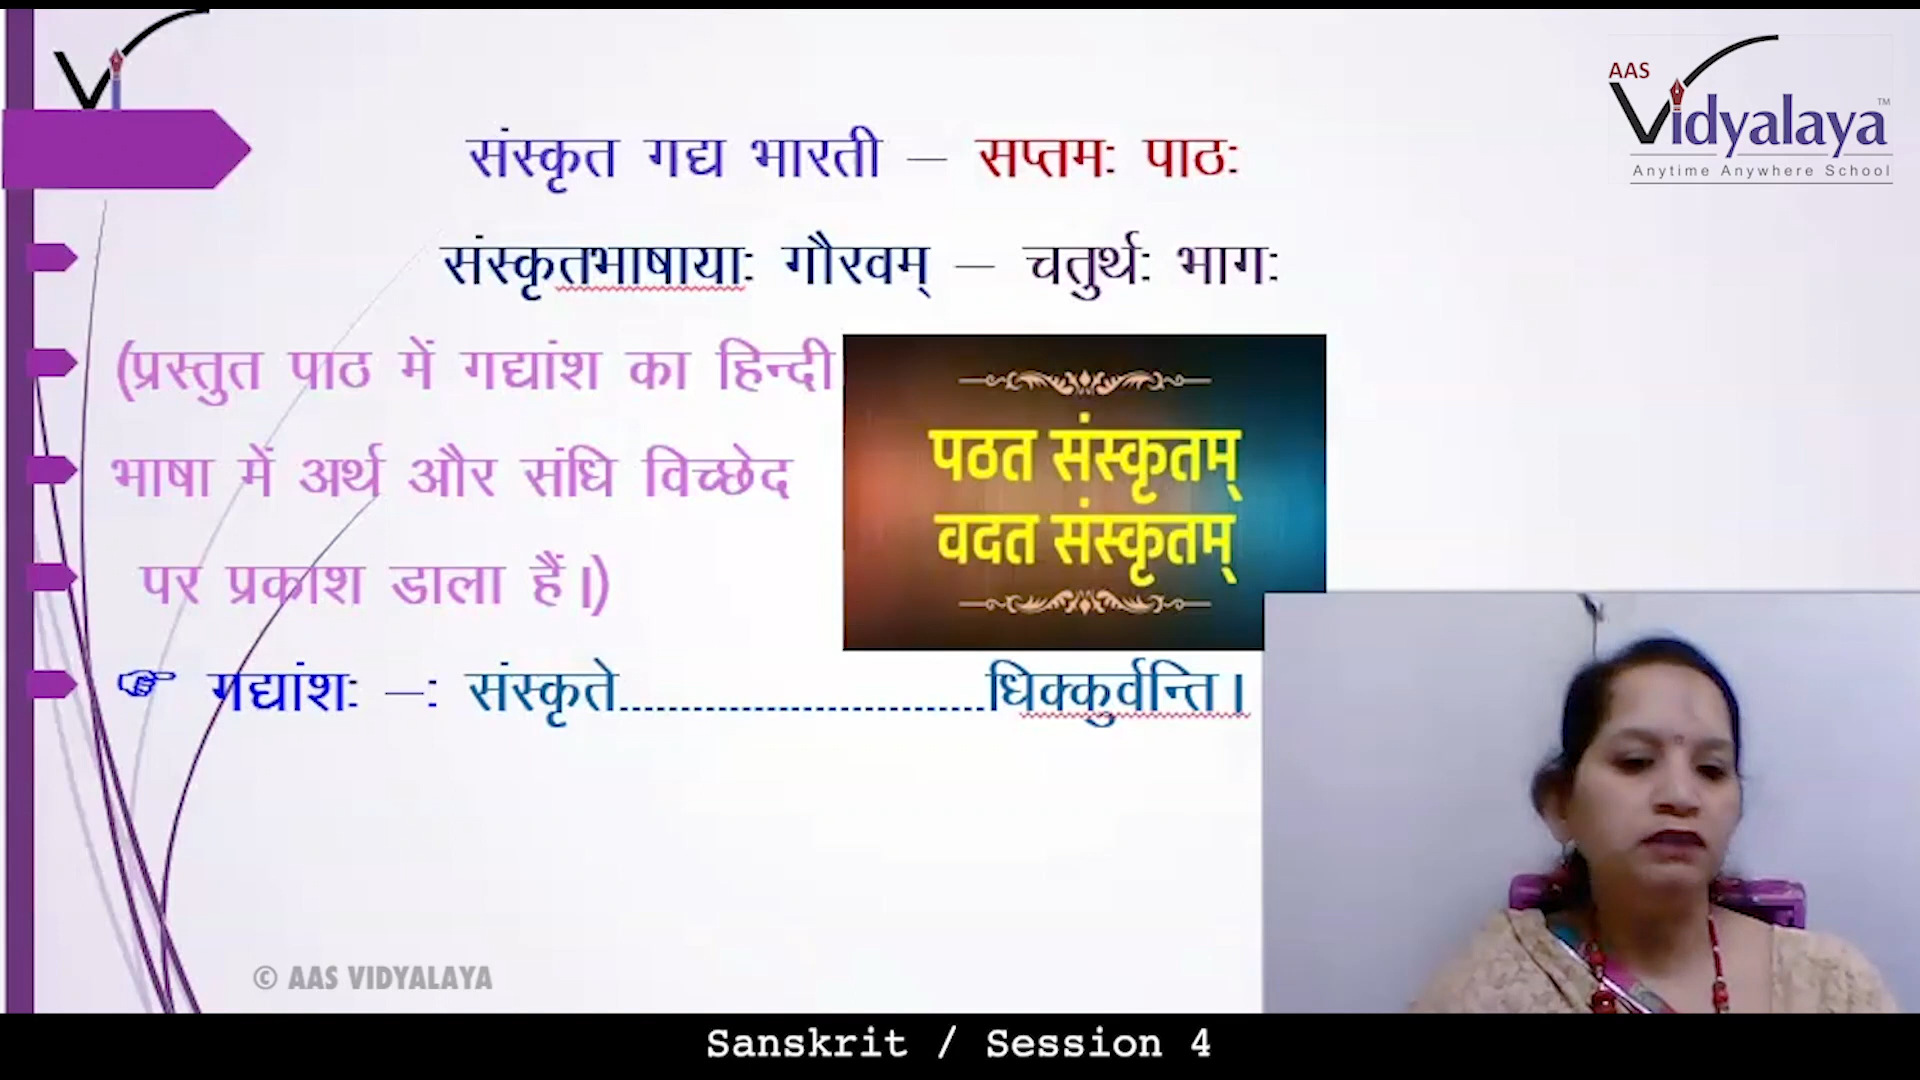 AAS
Vidyalaya™
Anytime Anywhere School
संस्कृत गद्य भारती – सप्तमः पाठः
संस्कृतभाषायाः गौरवम् – चतुर्थः भागः
(प्रस्तुत पाठ में गद्यांश का हिन्दी
भाषा में अर्थ और संधि विच्छेद
पर प्रकाश डाला हैं।)
पठत संस्कृतम्
वदत संस्कृतम्
☞ गद्यांशः –: संस्कृते..............................धिक्कुर्वन्ति।
© AAS VIDYALAYA
Sanskrit / Session 4